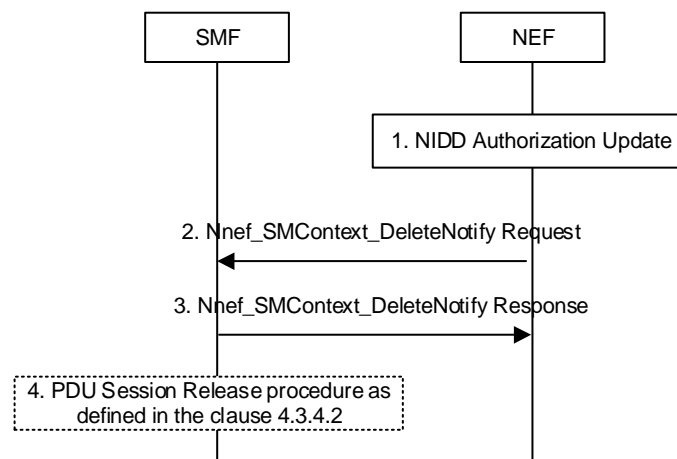 SMF
NEF
1. NIDD Authorization Update
2. Nnef_SMContext_DeleteNotify Request
3. Nnef_SMContext_DeleteNotify Response
4. PDU Session Release procedure as
defined in the clause 4.3.4.2